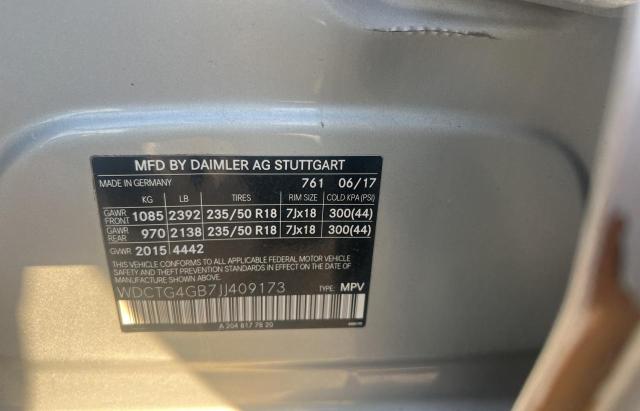 MFD BY DAIMLER AG STUTTGART
MADE IN GERMANY 761 06/17
KG LB TIRES RIM SIZE COLD KPA (PSI)
GAWR FRONT 1085 2392 235/50 R18 7Jx18 300(44)
GAWR REAR 970 2138 235/50 R18 7Jx18 300(44)
GVWR 2015 4442
THIS VEHICLE CONFORMS TO ALL APPLICABLE FEDERAL MOTOR VEHICLE
SAFETY, BUMPER, AND THEFT PREVENTION STANDARDS IN EFFECT
ON THE DATE OF MANUFACTURE SHOWN ABOVE.
WDCTG4GB7JJ409173 TYPE: MPV
A 204 817 78 20